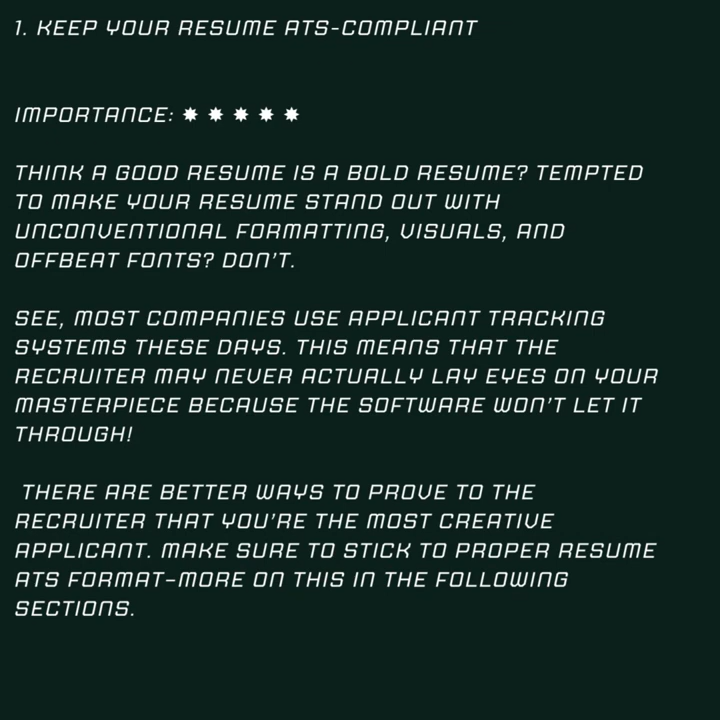 1. KEEP YOUR RESUME ATS-COMPLIANT
IMPORTANCE: ✸ ✸ ✸ ✸ ✸
THINK A GOOD RESUME IS A BOLD RESUME? TEMPTED
TO MAKE YOUR RESUME STAND OUT WITH
UNCONVENTIONAL FORMATTING, VISUALS, AND
OFFBEAT FONTS? DON'T.
SEE, MOST COMPANIES USE APPLICANT TRACKING
SYSTEMS THESE DAYS. THIS MEANS THAT THE
RECRUITER MAY NEVER ACTUALLY LAY EYES ON YOUR
MASTERPIECE BECAUSE THE SOFTWARE WON'T LET IT
THROUGH!
THERE ARE BETTER WAYS TO PROVE TO THE
RECRUITER THAT YOU'RE THE MOST CREATIVE
APPLICANT. MAKE SURE TO STICK TO PROPER RESUME
ATS FORMAT–MORE ON THIS IN THE FOLLOWING
SECTIONS.